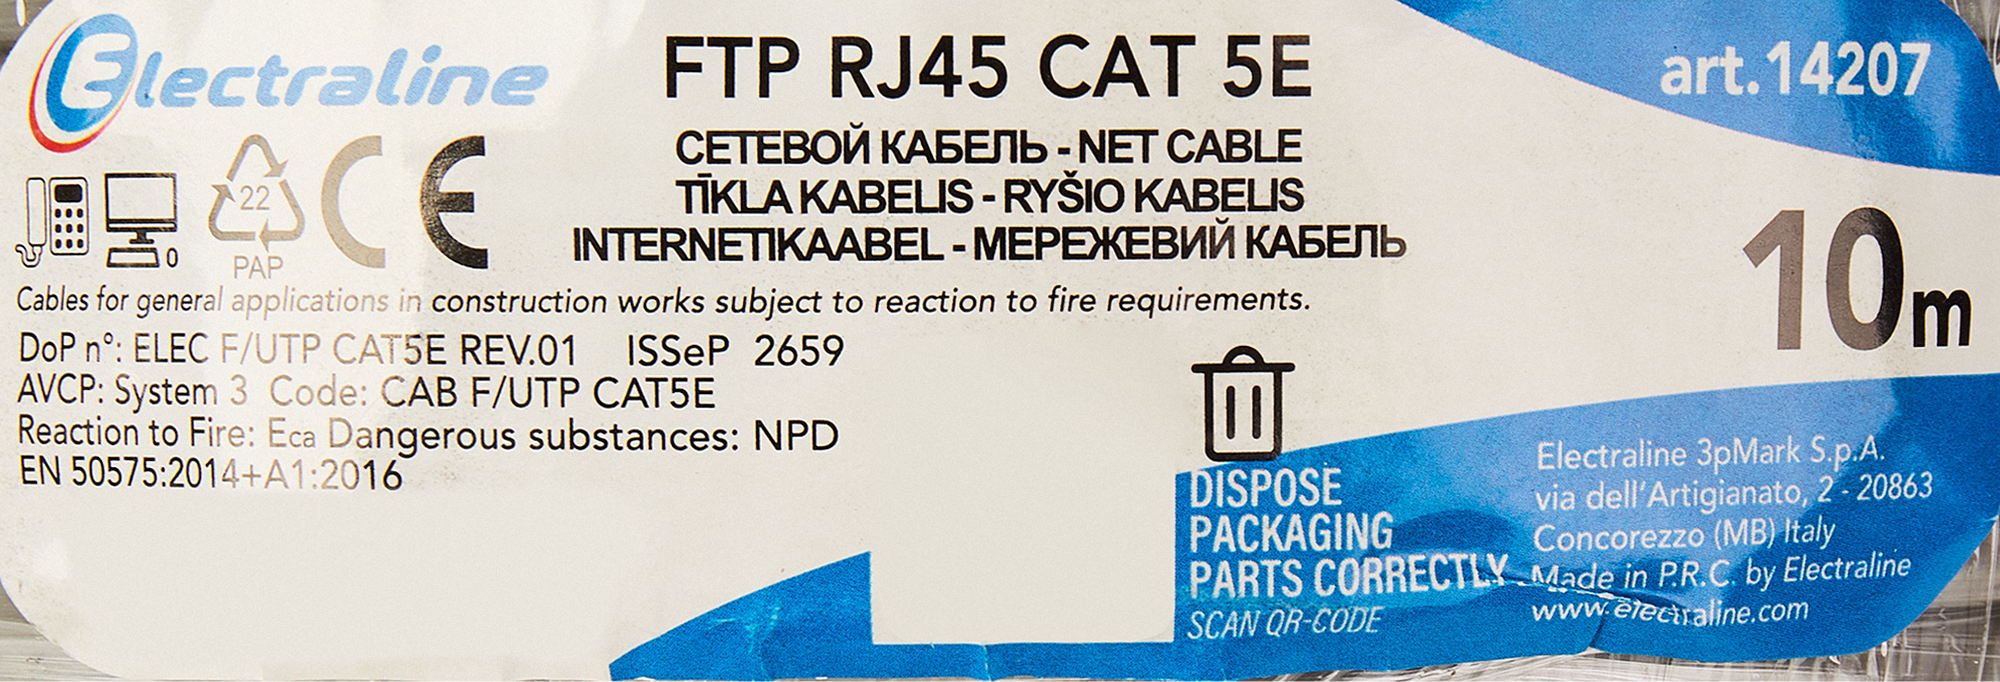 Electraline
FTP RJ45 CAT 5E
art.14207
СЕТЕВОЙ КАБЕЛЬ - NET CABLE
TĪKLA KABELIS - RYŠIO KABELIS
INTERNETIKAABEL - МЕРЕЖЕВИЙ КАБЕЛЬ
22
PAP
CE
10m
Cables for general applications in construction works subject to reaction to fire requirements.
DoP n°: ELEC F/UTP CAT5E REV.01 ISSeP 2659
AVCP: System 3 Code: CAB F/UTP CAT5E
Reaction to Fire: Eca Dangerous substances: NPD
EN 50575:2014+A1:2016
DISPOSE
PACKAGING
PARTS CORRECTLY
SCAN QR-CODE
Electraline 3pMark S.p.A.
via dell'Artigianato, 2 - 20863
Concorezzo (MB) Italy
Made in P.R.C. by Electraline
www.electraline.com